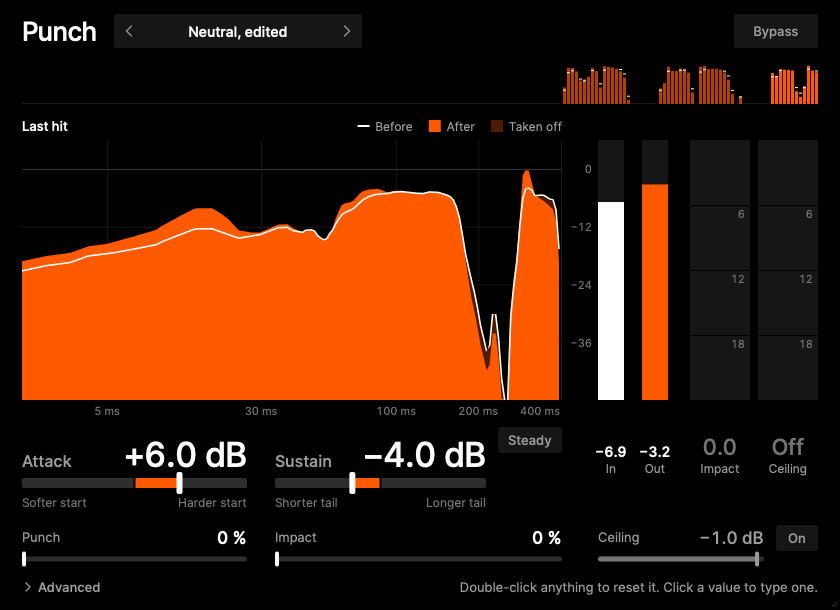 Punch
Neutral, edited
Bypass
Last hit
Before
After
Taken off
0
−12
−24
−36
6
12
18
6
12
18
5 ms
30 ms
100 ms
200 ms
400 ms
Attack
+6.0 dB
Softer start
Harder start
Sustain
−4.0 dB
Shorter tail
Longer tail
Steady
−6.9
In
−3.2
Out
0.0
Impact
Off
Ceiling
Punch
0 %
Impact
0 %
Ceiling
−1.0 dB
On
Advanced
Double-click anything to reset it. Click a value to type one.